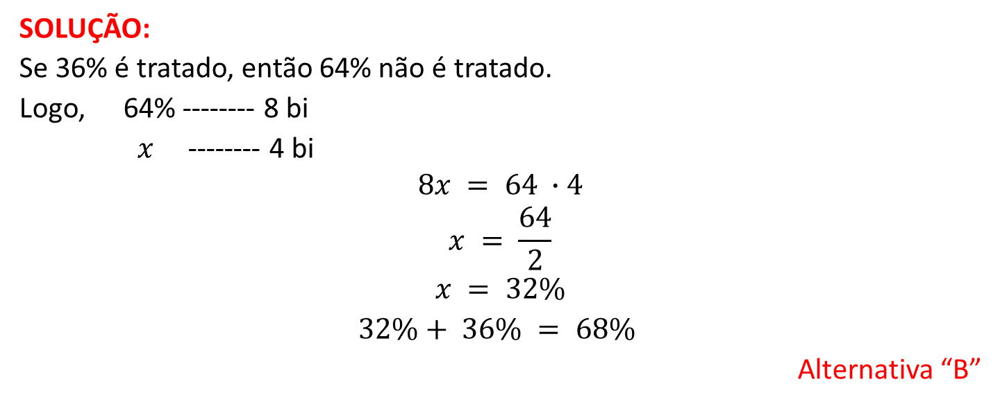 SOLUÇÃO:
Se 36% é tratado, então 64% não é tratado.
Logo, 64% -------- 8 bi
x -------- 4 bi
8x = 64 · 4
x = 64/2
x = 32%
32% + 36% = 68%
Alternativa “B”